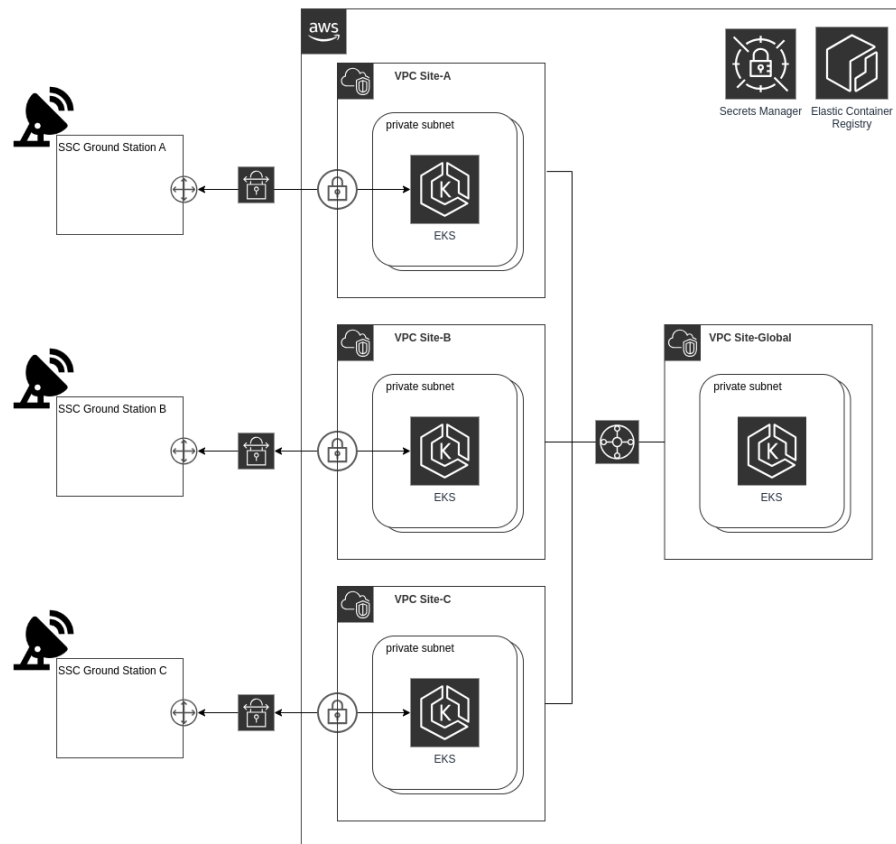 aws
Secrets Manager
Elastic Container
Registry
VPC Site-A
private subnet
EKS
SSC Ground Station A
VPC Site-B
private subnet
EKS
SSC Ground Station B
VPC Site-Global
private subnet
EKS
VPC Site-C
private subnet
EKS
SSC Ground Station C